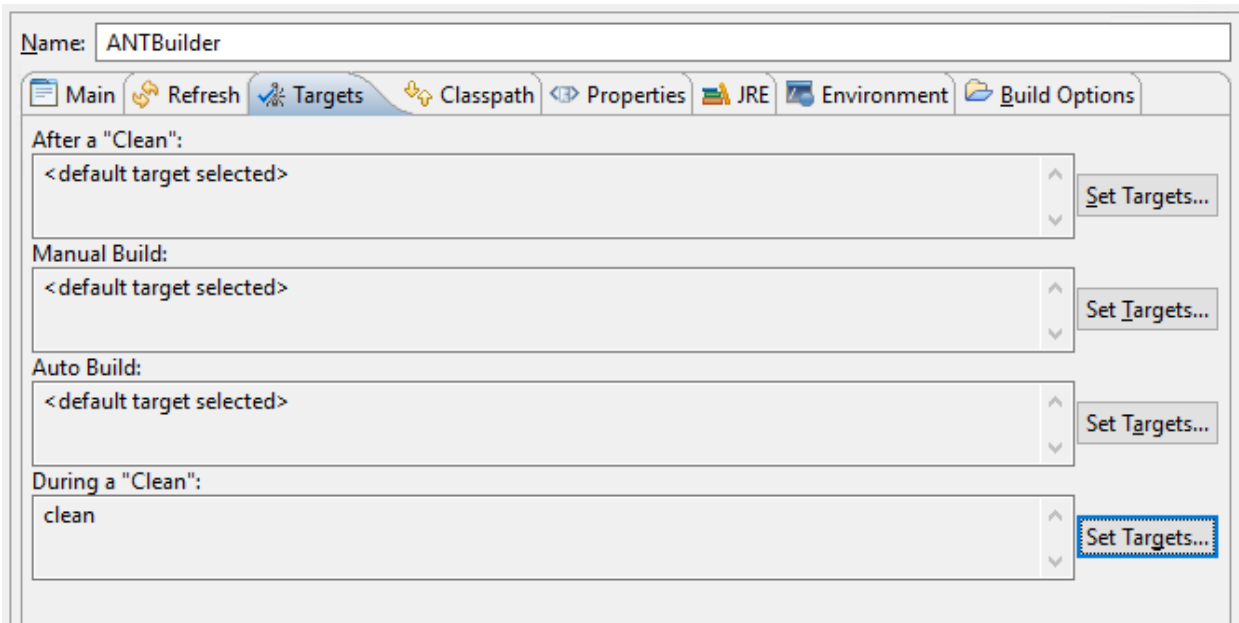 Name: ANTBuilder
Main Refresh Targets Classpath Properties JRE Environment Build Options
After a "Clean":
<default target selected>
Set Targets...
Manual Build:
<default target selected>
Set Targets...
Auto Build:
<default target selected>
Set Targets...
During a "Clean":
clean
Set Targets...